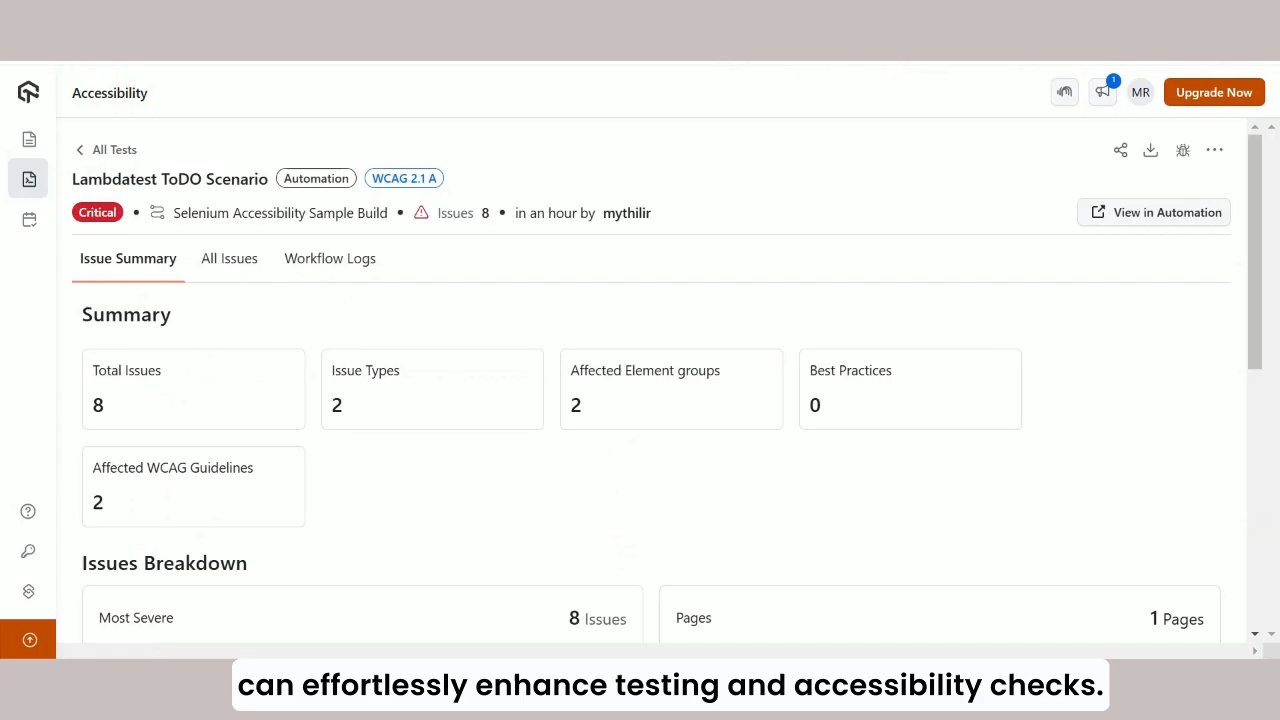 Accessibility
1
MR
Upgrade Now
All Tests
Lambdatest ToDO Scenario Automation WCAG 2.1 A
Critical • Selenium Accessibility Sample Build • Issues 8 • in an hour by mythilir
View in Automation
Issue Summary All Issues Workflow Logs
Summary
Total Issues Issue Types Affected Element groups Best Practices
8 2 2 0
Affected WCAG Guidelines
2
Issues Breakdown
Most Severe 8 Issues Pages 1 Pages
can effortlessly enhance testing and accessibility checks.